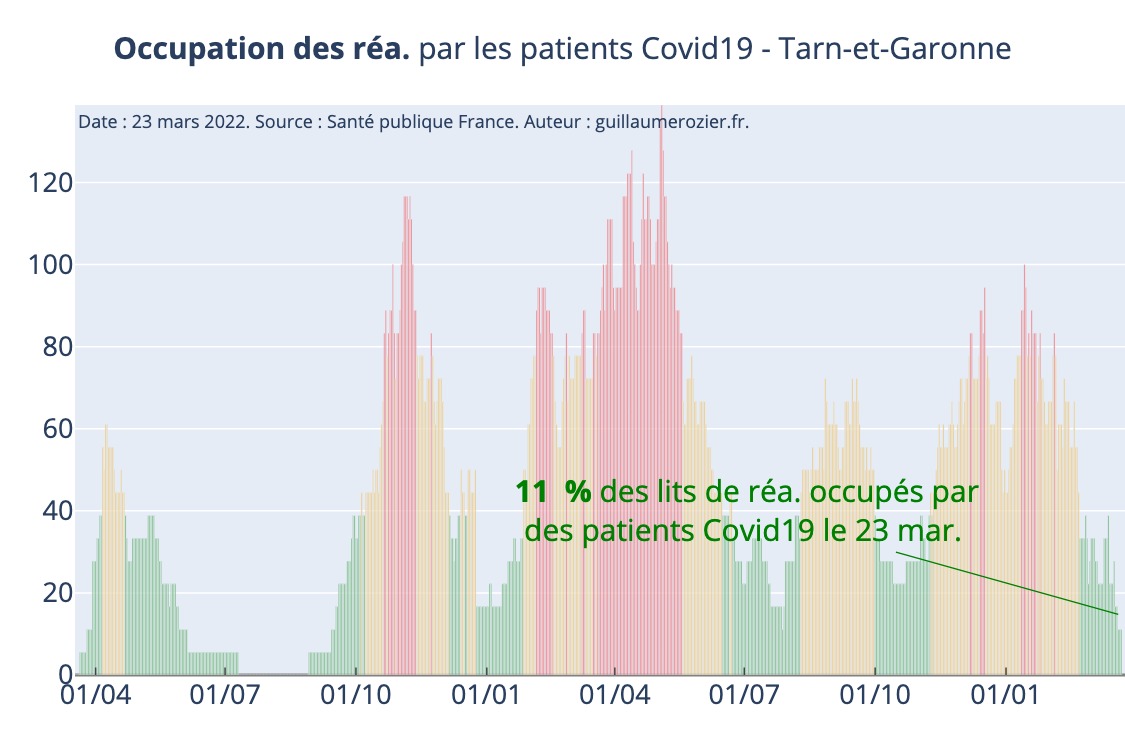 Occupation des réa. par les patients Covid19 - Tarn-et-Garonne
Date : 23 mars 2022. Source : Santé publique France. Auteur : guillaumerozier.fr.
120
100
80
60
11 % des lits de réa. occupés par
40
des patients Covid19 le 23 mar.
20
0
01/04 01/07 01/10 01/01 01/04 01/07 01/10 01/01